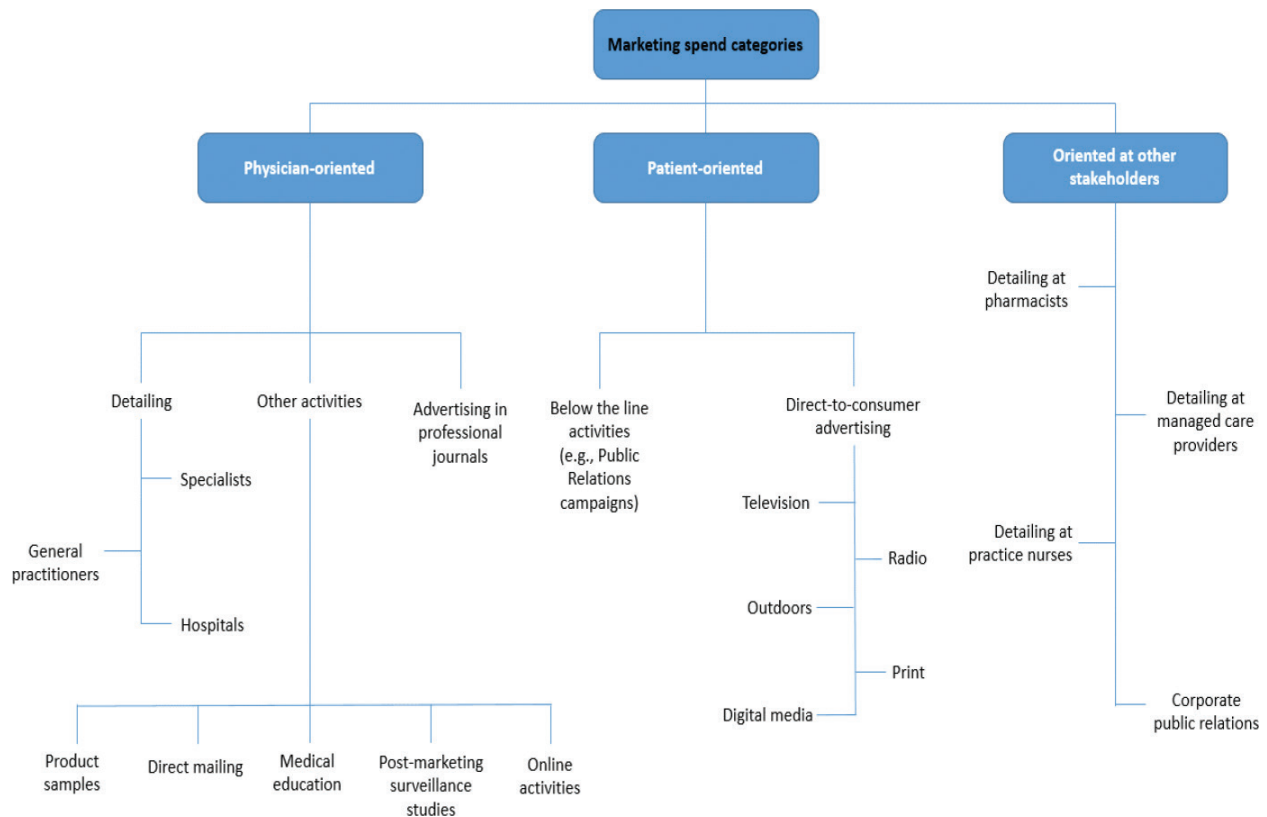 Marketing spend categories
Physician-oriented
Patient-oriented
Oriented at other
stakeholders
Detailing at
pharmacists
Detailing
Other activities
Advertising in
professional
journals
Below the line
activities
(e.g., Public
Relations
campaigns)
Direct-to-consumer
advertising
Detailing at
managed care
providers
Specialists
Television
General
practitioners
Radio
Detailing at
practice nurses
Outdoors
Hospitals
Print
Digital media
Corporate
public relations
Product
samples
Direct mailing
Medical
education
Post-marketing
surveillance
studies
Online
activities